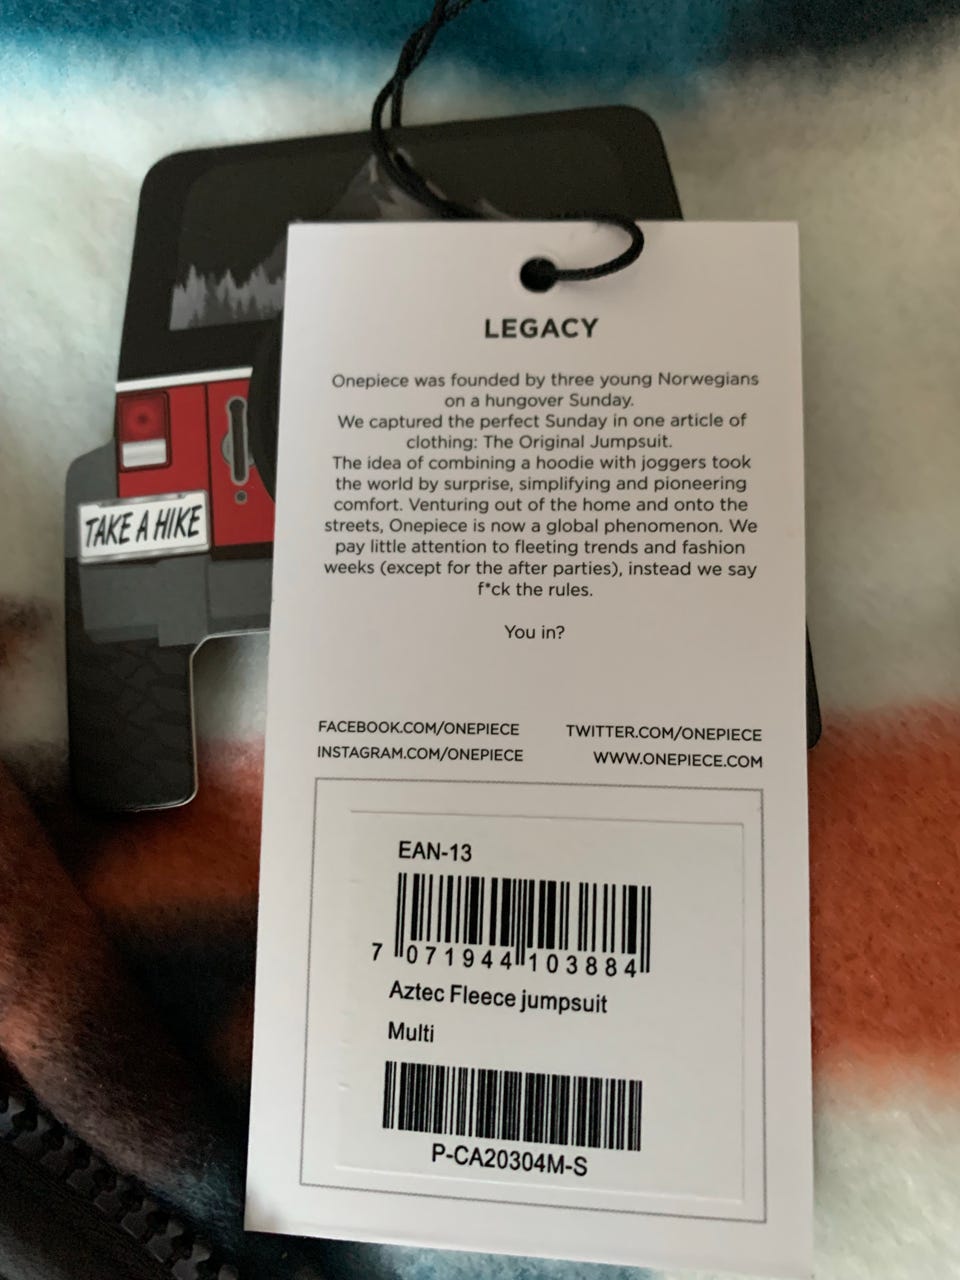 LEGACY
Onepiece was founded by three young Norwegians
on a hungover Sunday.
We captured the perfect Sunday in one article of
clothing: The Original Jumpsuit.
The idea of combining a hoodie with joggers took
the world by surprise, simplifying and pioneering
comfort. Venturing out of the home and onto the
streets, Onepiece is now a global phenomenon. We
pay little attention to fleeting trends and fashion
weeks (except for the after parties), instead we say
f*ck the rules.
You in?
FACEBOOK.COM/ONEPIECE TWITTER.COM/ONEPIECE
INSTAGRAM.COM/ONEPIECE WWW.ONEPIECE.COM
EAN-13
7 071944 103884
Aztec Fleece jumpsuit
Multi
P-CA20304M-S
TAKE A HIKE